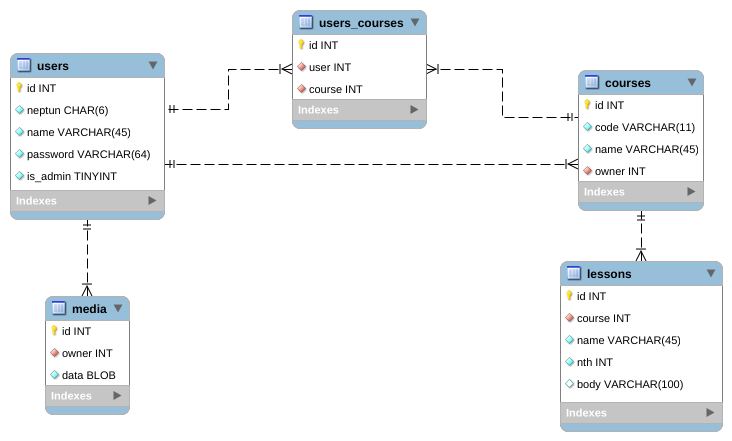 users_courses
id INT
user INT
course INT
Indexes
users
id INT
neptun CHAR(6)
name VARCHAR(45)
password VARCHAR(64)
is_admin TINYINT
Indexes
courses
id INT
code VARCHAR(11)
name VARCHAR(45)
owner INT
Indexes
media
id INT
owner INT
data BLOB
Indexes
lessons
id INT
course INT
name VARCHAR(45)
nth INT
body VARCHAR(100)
Indexes